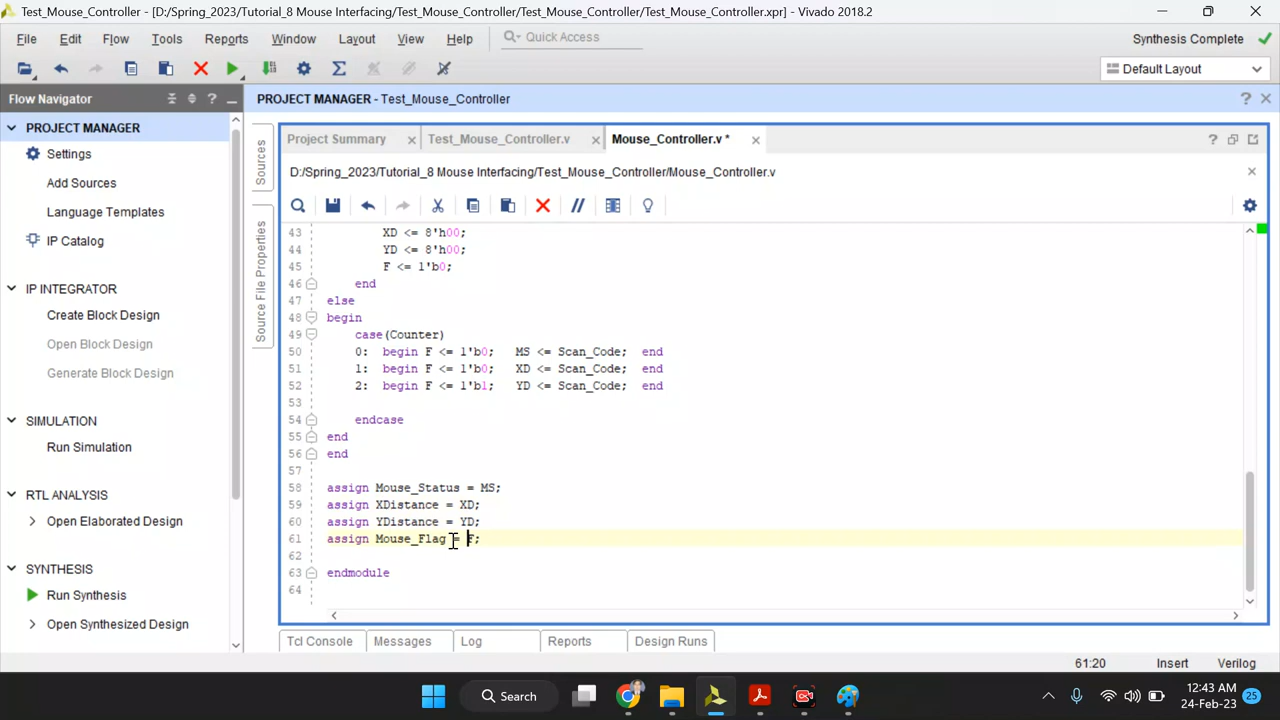 Test_Mouse_Controller - [D:/Spring_2023/Tutorial_8 Mouse Interfacing/Test_Mouse_Controller/Test_Mouse_Controller/Test_Mouse_Controller.xpr] - Vivado 2018.2
File Edit Flow Tools Reports Window Layout View Help Quick Access Synthesis Complete
Default Layout
Flow Navigator
PROJECT MANAGER - Test_Mouse_Controller
PROJECT MANAGER
Settings
Add Sources
Language Templates
IP Catalog
IP INTEGRATOR
Create Block Design
Open Block Design
Generate Block Design
SIMULATION
Run Simulation
RTL ANALYSIS
Open Elaborated Design
SYNTHESIS
Run Synthesis
Open Synthesized Design
Sources
Source File Properties
Project Summary Test_Mouse_Controller.v Mouse_Controller.v *
D:/Spring_2023/Tutorial_8 Mouse Interfacing/Test_Mouse_Controller/Mouse_Controller.v
43 XD <= 8'h00;
44 YD <= 8'h00;
45 F <= 1'b0;
46 end
47 else
48 begin
49 case(Counter)
50 0: begin F <= 1'b0; MS <= Scan_Code; end
51 1: begin F <= 1'b0; XD <= Scan_Code; end
52 2: begin F <= 1'b1; YD <= Scan_Code; end
53
54 endcase
55 end
56 end
57
58 assign Mouse_Status = MS;
59 assign XDistance = XD;
60 assign YDistance = YD;
61 assign Mouse_Flag = F;
62
63 endmodule
64
Tcl Console Messages Log Reports Design Runs
61:20 Insert Verilog
Search
12:43 AM
24-Feb-23
25